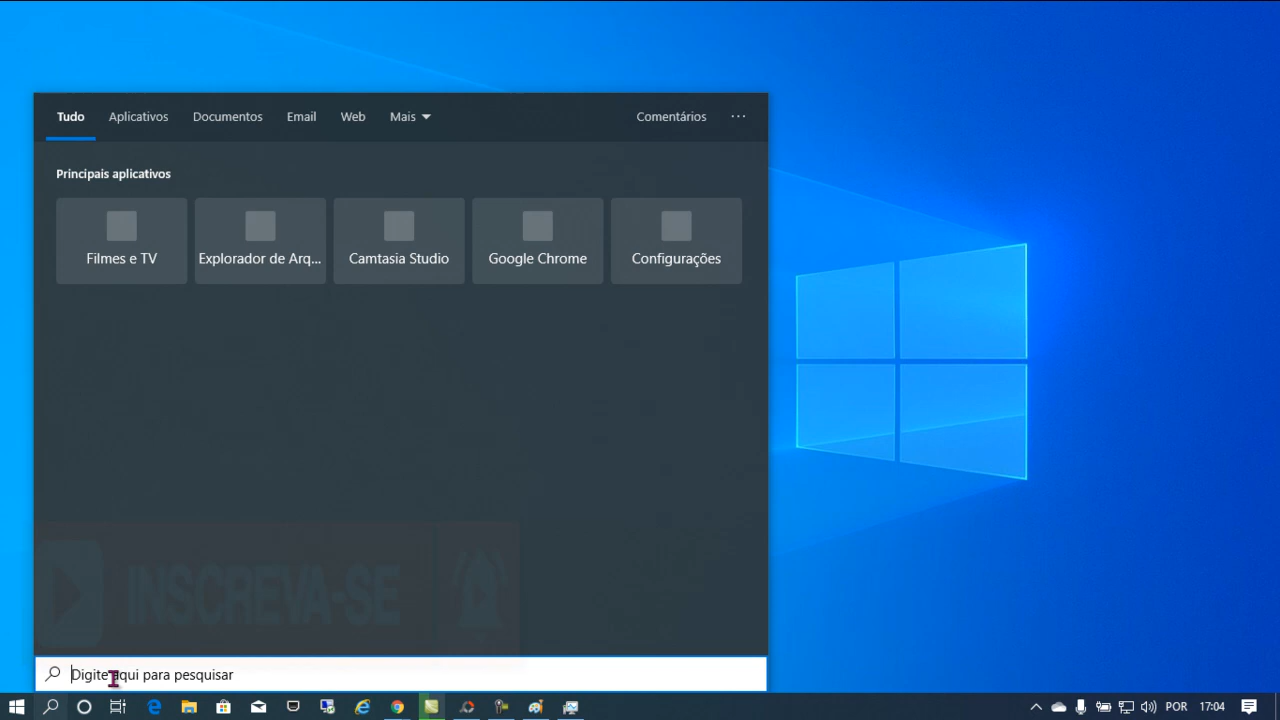 Tudo Aplicativos Documentos Email Web Mais Comentários ...
Principais aplicativos
Filmes e TV Explorador de Arq... Camtasia Studio Google Chrome Configurações
INSCREVA-SE
Digite aqui para pesquisar
POR 17:04